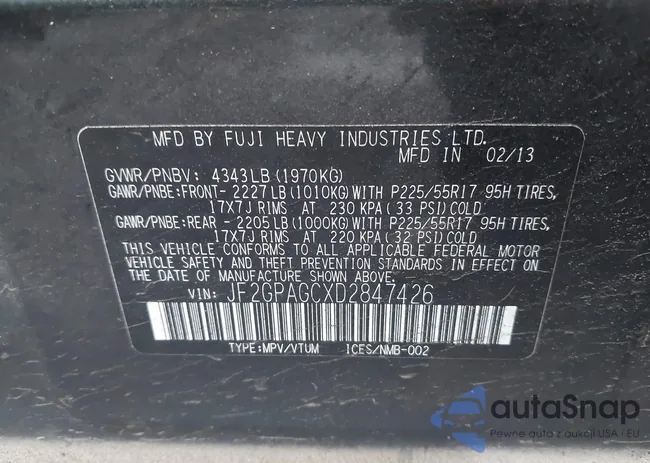 MFD BY FUJI HEAVY INDUSTRIES LTD.
MFD IN 02/13
GVWR/PNBV: 4343LB (1970KG)
GAWR/PNBE:FRONT- 2227LB(1010KG)WITH P225/55R17 95H TIRES,
17X7J RIMS AT 230 KPA (33 PSI)COLD
GAWR/PNBE:REAR - 2205LB(1000KG)WITH P225/55R17 95H TIRES,
17X7J RIMS AT 220 KPA (32 PSI)COLD
THIS VEHICLE CONFORMS TO ALL APPLICABLE FEDERAL MOTOR
VEHICLE SAFETY AND THEFT PREVENTION STANDARDS IN EFFECT ON
THE DATE OF MANUFACTURE SHOWN ABOVE.
VIN: JF2GPAGCXD2847426
TYPE:MPV/VTUM ICES/NMB-002
autaSnap
Pewne auto z aukcji USA i EU